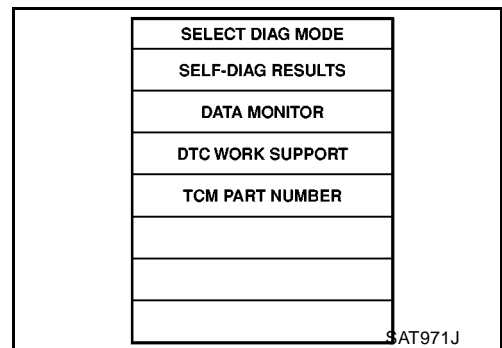 SELECT DIAG MODE
SELF-DIAG RESULTS
DATA MONITOR
DTC WORK SUPPORT
TCM PART NUMBER
SAT971J